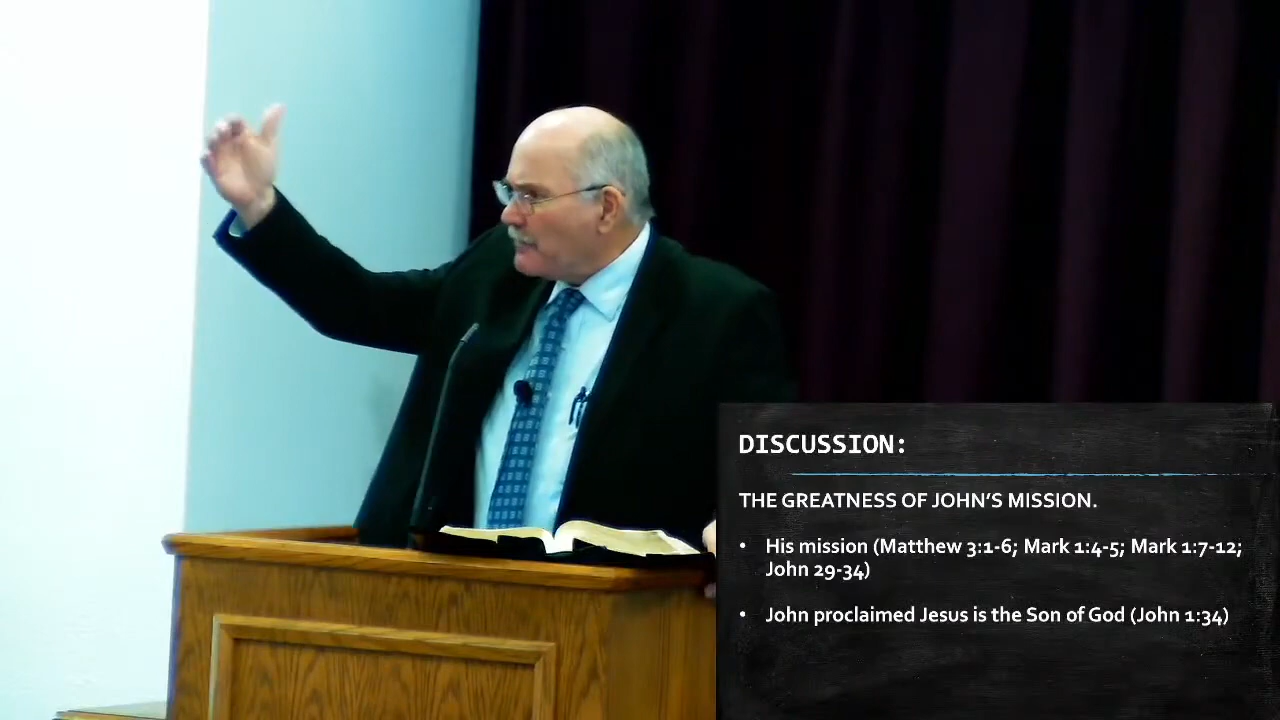 DISCUSSION:
THE GREATNESS OF JOHN’S MISSION.
• His mission (Matthew 3:1-6; Mark 1:4-5; Mark 1:7-12;
John 29-34)
• John proclaimed Jesus is the Son of God (John 1:34)